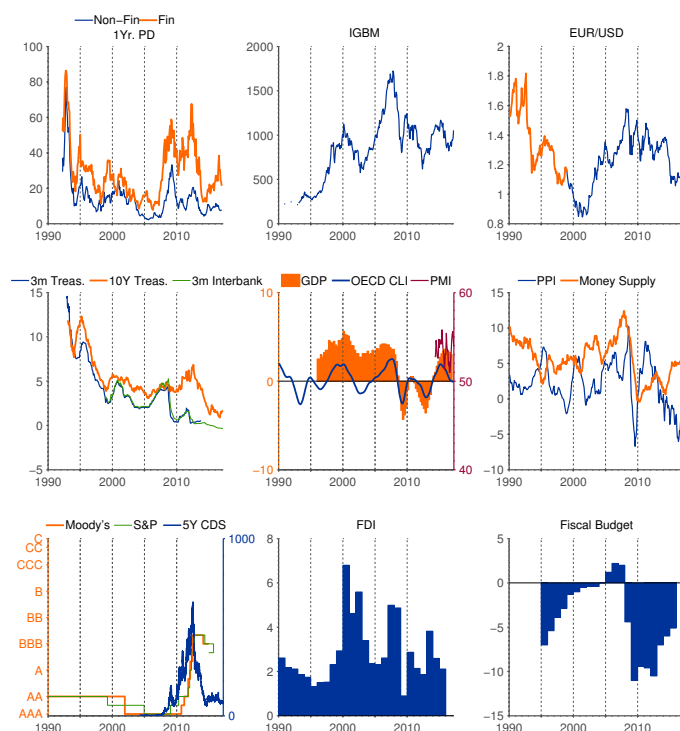 Non-Fin Fin
1Yr. PD
IGBM
EUR/USD
100
80
60
40
20
0
1990 2000 2010
2000
1500
1000
500
0
1990 2000 2010
2
1.8
1.6
1.4
1.2
1
0.8
1990 2000 2010
3m Treas. 10Y Treas. 3m Interbank
GDP OECD CLI PMI
PPI Money Supply
15
10
5
0
−5
1990 2000 2010
10
0
−10
60
50
40
1990 2000 2010
15
10
5
0
−5
−10
1990 2000 2010
Moody's S&P 5Y CDS
FDI
Fiscal Budget
C
CC
CCC
B
BB
BBB
A
AA
AAA
1000
0
1990 2000 2010
8
6
4
2
0
1990 2000 2010
5
0
−5
−10
−15
1990 2000 2010